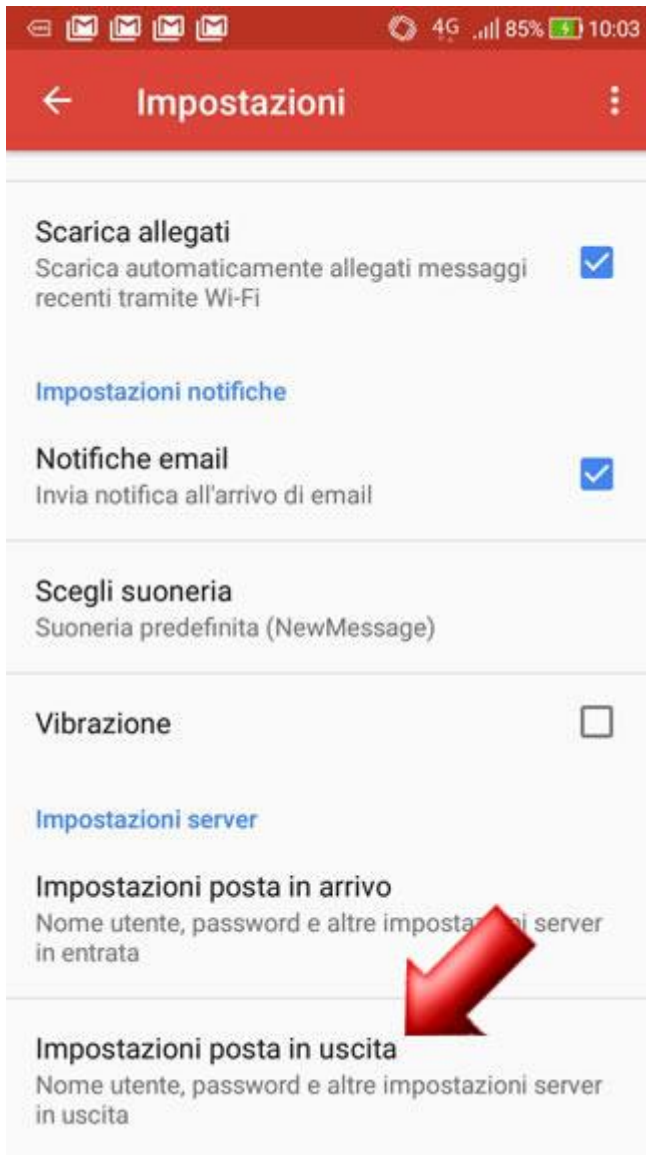 4G 85% 10:03
Impostazioni
Scarica allegati
Scarica automaticamente allegati messaggi
recenti tramite Wi-Fi
Impostazioni notifiche
Notifiche email
Invia notifica all'arrivo di email
Scegli suoneria
Suoneria predefinita (NewMessage)
Vibrazione
Impostazioni server
Impostazioni posta in arrivo
Nome utente, password e altre impostazioni server
in entrata
Impostazioni posta in uscita
Nome utente, password e altre impostazioni server
in uscita